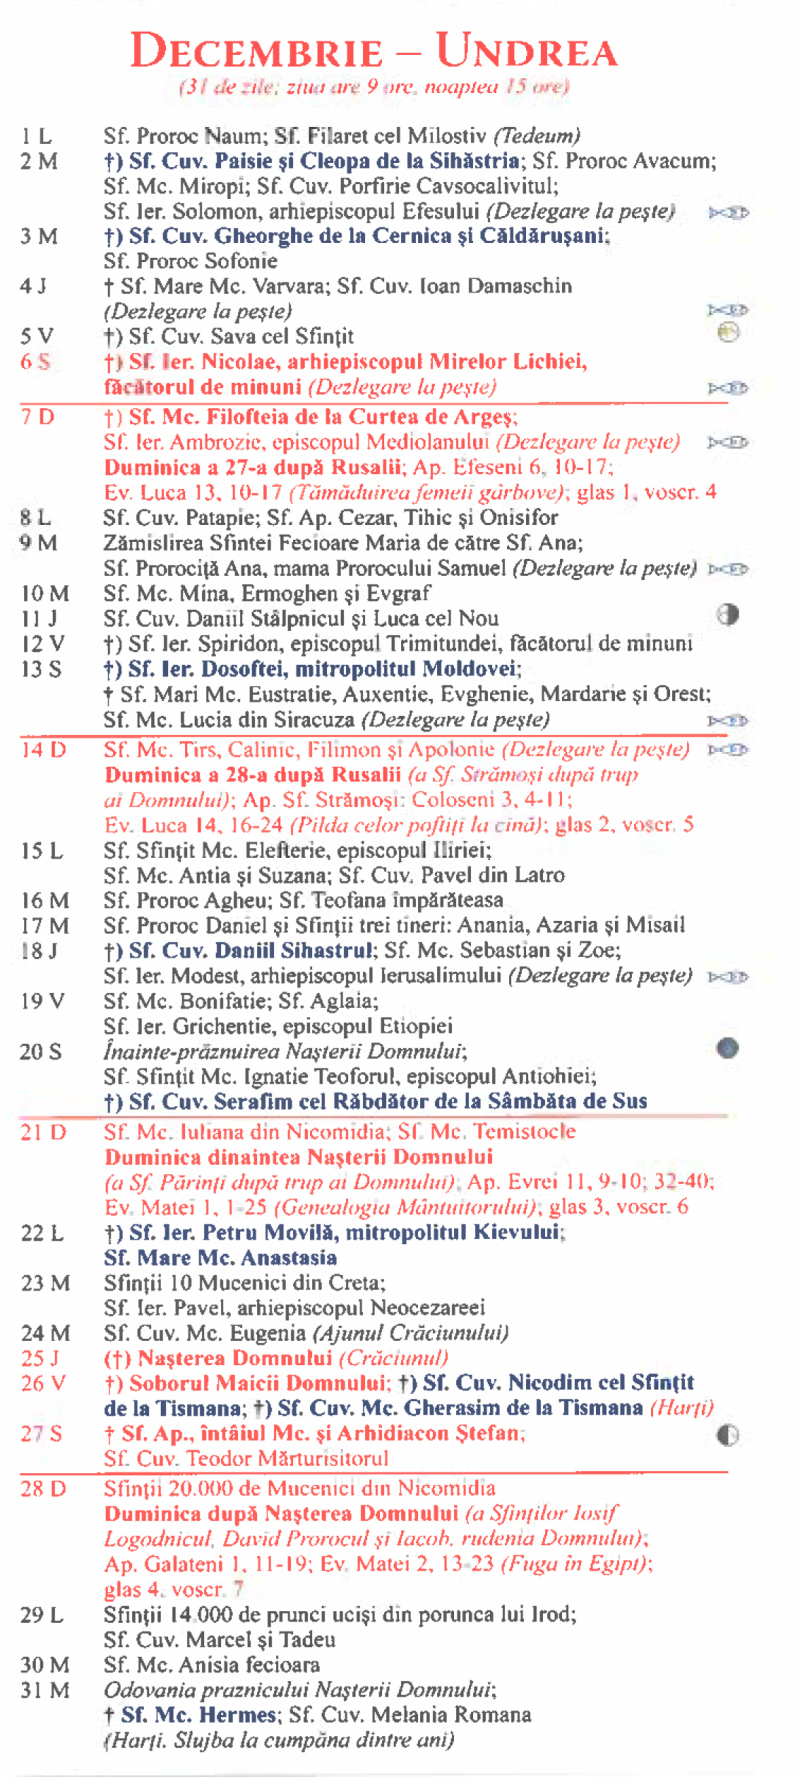 DECEMBRIE – UNDREA
(31 de zile; ziua are 9 ore, noaptea 15 ore)
1 L Sf. Proroc Naum; Sf. Filaret cel Milostiv (Tedeum)
2 M †) Sf. Cuv. Paisie și Cleopa de la Sihăstria; Sf. Proroc Avacum;
Sf. Mc. Miropi; Sf. Cuv. Porfirie Cavsocalivitul;
Sf. Ier. Solomon, arhiepiscopul Efesului (Dezlegare la pește)
3 M †) Sf. Cuv. Gheorghe de la Cernica și Căldărușani;
Sf. Proroc Sofonie
4 J † Sf. Mare Mc. Varvara; Sf. Cuv. Ioan Damaschin
(Dezlegare la pește)
5 V †) Sf. Cuv. Sava cel Sfințit
6 S †) Sf. Ier. Nicolae, arhiepiscopul Mirelor Lichiei,
făcătorul de minuni (Dezlegare la pește)
7 D †) Sf. Mc. Filofteia de la Curtea de Argeș;
Sf. Ier. Ambrozie, episcopul Mediolanului (Dezlegare la pește)
Duminica a 27-a după Rusalii; Ap. Efeseni 6, 10-17;
Ev. Luca 13, 10-17 (Tămăduirea femeii gârbove); glas 1, voscr. 4
8 L Sf. Cuv. Patapie; Sf. Ap. Cezar, Tihic și Onisifor
9 M Zămislirea Sfintei Fecioare Maria de către Sf. Ana;
Sf. Prorociță Ana, mama Prorocului Samuel (Dezlegare la pește)
10 M Sf. Mc. Mina, Ermoghen și Evgraf
11 J Sf. Cuv. Daniil Stâlpnicul și Luca cel Nou
12 V †) Sf. Ier. Spiridon, episcopul Trimitundei, făcătorul de minuni
13 S †) Sf. Ier. Dosoftei, mitropolitul Moldovei;
† Sf. Mari Mc. Eustratie, Auxentie, Evghenie, Mardarie și Orest;
Sf. Mc. Lucia din Siracuza (Dezlegare la pește)
14 D Sf. Mc. Tirs, Calinic, Filimon și Apolonie (Dezlegare la pește)
Duminica a 28-a după Rusalii (a Sf. Strămoși după trup
ai Domnului); Ap. Sf. Strămoși: Coloseni 3, 4-11;
Ev. Luca 14, 16-24 (Pilda celor poftiți la cină); glas 2, voscr. 5
15 L Sf. Sfințit Mc. Elefterie, episcopul Iliriei;
Sf. Mc. Antia și Suzana; Sf. Cuv. Pavel din Latro
16 M Sf. Proroc Agheu; Sf. Teofana împărăteasa
17 M Sf. Proroc Daniel și Sfinții trei tineri: Anania, Azaria și Misail
18 J †) Sf. Cuv. Daniil Sihastrul; Sf. Mc. Sebastian și Zoe;
Sf. Ier. Modest, arhiepiscopul Ierusalimului (Dezlegare la pește)
19 V Sf. Mc. Bonifatie; Sf. Aglaia;
Sf. Ier. Grichentie, episcopul Etiopiei
20 S Înainte-prăznuirea Nașterii Domnului;
Sf. Sfințit Mc. Ignatie Teoforul, episcopul Antiohiei;
†) Sf. Cuv. Serafim cel Răbdător de la Sâmbăta de Sus
21 D Sf. Mc. Iuliana din Nicomidia; Sf. Mc. Temistocle
Duminica dinaintea Nașterii Domnului
(a Sf. Părinți după trup ai Domnului); Ap. Evrei 11, 9-10; 32-40;
Ev. Matei 1, 1-25 (Genealogia Mântuitorului); glas 3, voscr. 6
22 L †) Sf. Ier. Petru Movilă, mitropolitul Kievului;
Sf. Mare Mc. Anastasia
23 M Sfinții 10 Mucenici din Creta;
Sf. Ier. Pavel, arhiepiscopul Neocezareei
24 M Sf. Cuv. Mc. Eugenia (Ajunul Crăciunului)
25 J (†) Nașterea Domnului (Crăciunul)
26 V †) Soborul Maicii Domnului; †) Sf. Cuv. Nicodim cel Sfințit
de la Tismana; †) Sf. Cuv. Mc. Gherasim de la Tismana (Harți)
27 S † Sf. Ap., întâiul Mc. și Arhidiacon Ștefan;
Sf. Cuv. Teodor Mărturisitorul
28 D Sfinții 20.000 de Mucenici din Nicomidia
Duminica după Nașterea Domnului (a Sfinților Iosif
Logodnicul, David Prorocul și Iacob, rudenia Domnului);
Ap. Galateni 1, 11-19; Ev. Matei 2, 13-23 (Fuga în Egipt);
glas 4, voscr. 7
29 L Sfinții 14.000 de prunci uciși din porunca lui Irod;
Sf. Cuv. Marcel și Tadeu
30 M Sf. Mc. Anisia fecioara
31 M Odovania praznicului Nașterii Domnului;
† Sf. Mc. Hermes; Sf. Cuv. Melania Romana
(Harți. Slujba la cumpăna dintre ani)